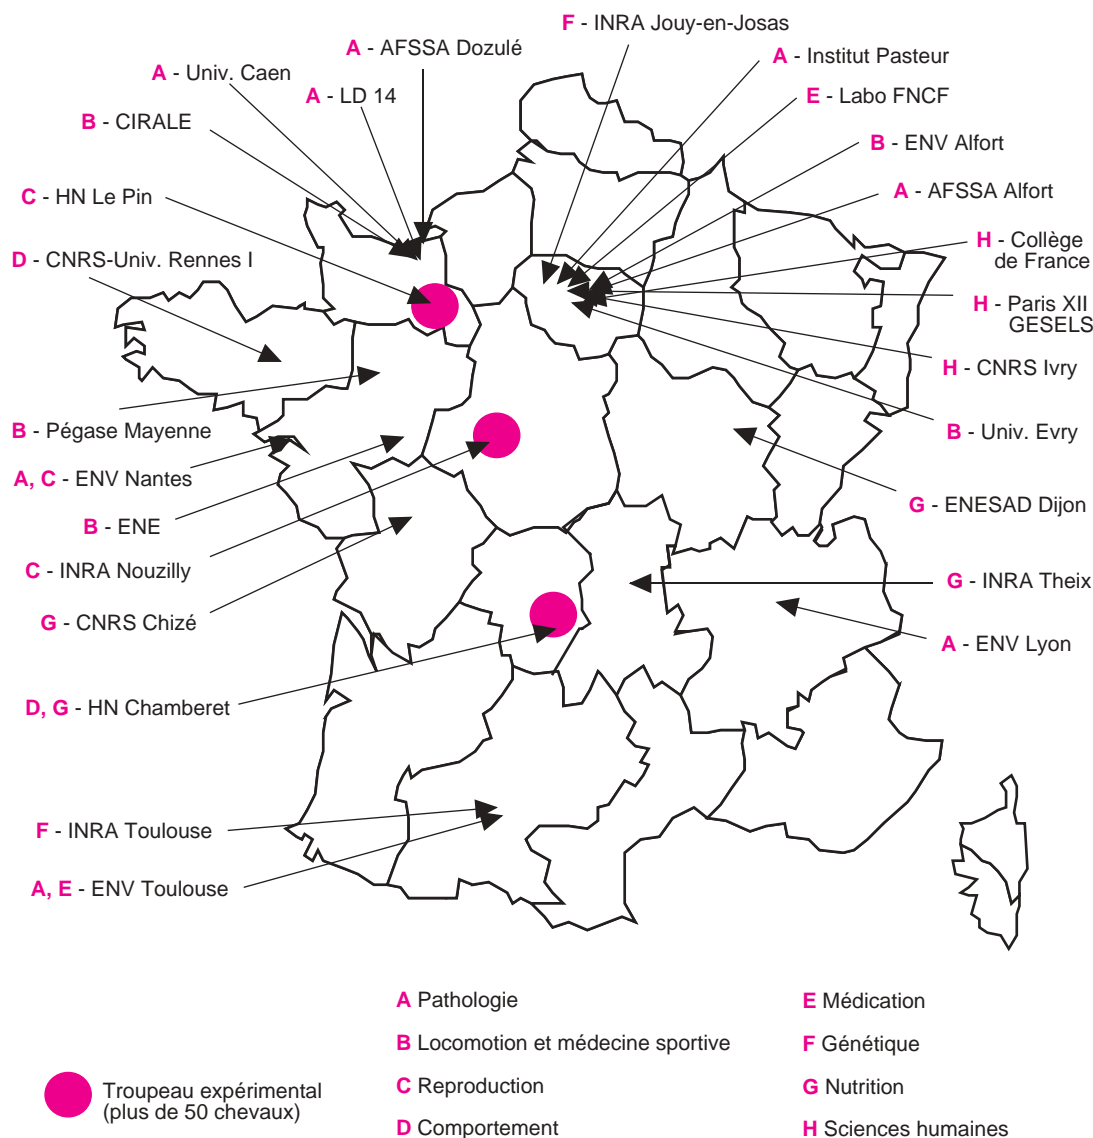 F - INRA Jouy-en-Josas
A - AFSSA Dozulé
A - Institut Pasteur
A - Univ. Caen
A - LD 14
E - Labo FNCF
B - CIRALE
B - ENV Alfort
C - HN Le Pin
A - AFSSA Alfort
D - CNRS-Univ. Rennes I
H - Collège
de France
H - Paris XII
GESELS
H - CNRS Ivry
B - Pégase Mayenne
B - Univ. Evry
A, C - ENV Nantes
G - ENESAD Dijon
B - ENE
C - INRA Nouzilly
G - INRA Theix
G - CNRS Chizé
A - ENV Lyon
D, G - HN Chamberet
F - INRA Toulouse
A, E - ENV Toulouse
A Pathologie
B Locomotion et médecine sportive
C Reproduction
D Comportement
E Médication
F Génétique
G Nutrition
H Sciences humaines
Troupeau expérimental
(plus de 50 chevaux)